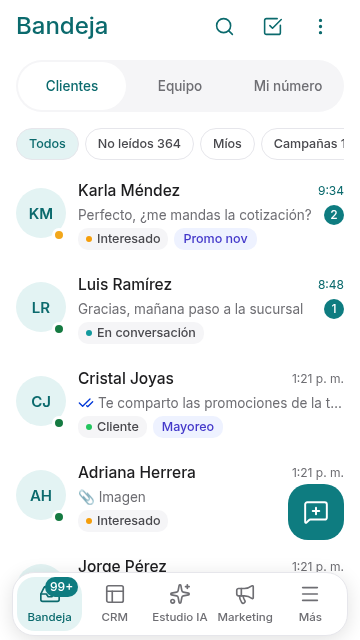 Bandeja
Clientes
Equipo
Mi número
Todos
No leídos 364
Míos
Campañas 1
KM
Karla Méndez
9:34
Perfecto, ¿me mandas la cotización?
2
Interesado
Promo nov
LR
Luis Ramírez
8:48
Gracias, mañana paso a la sucursal
1
En conversación
CJ
Cristal Joyas
1:21 p. m.
Te comparto las promociones de la t...
Cliente
Mayoreo
AH
Adriana Herrera
1:21 p. m.
📎 Imagen
Interesado
Jorge Pérez
1:21 p. m.
99+
Bandeja
CRM
Estudio IA
Marketing
Más